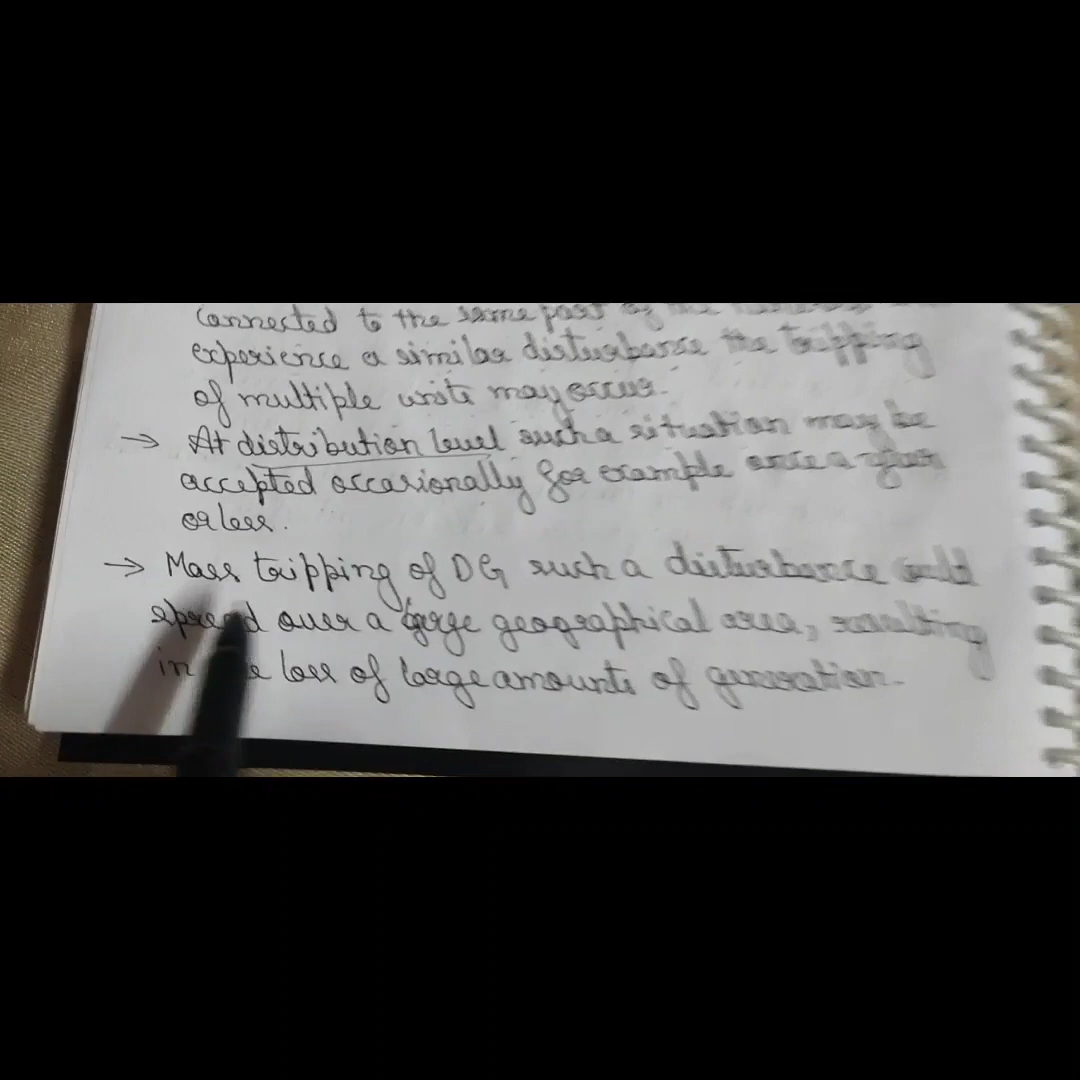 connected to the same part of the
experience a similar disturbance the tripping
of multiple units may occur.
→ At distribution level such a situation may be
accepted occasionally for example once a year
or less.
→ Mass tripping of DG such a disturbance could
spread over a large geographical area, resulting
in loss of large amounts of generation.